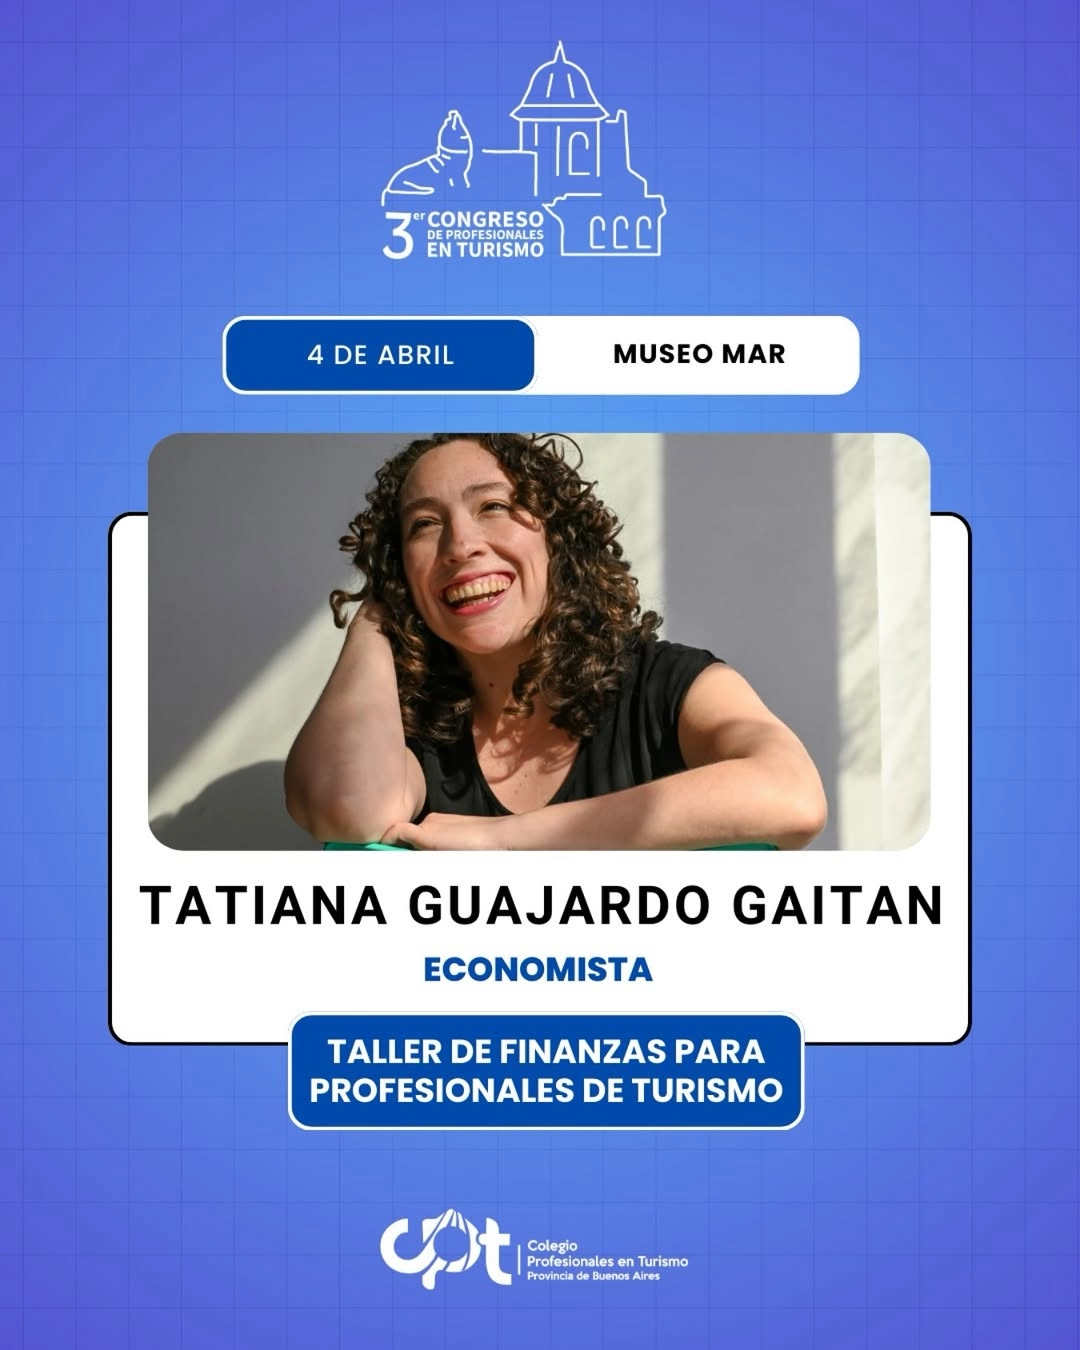 3er CONGRESO
DE PROFESIONALES
EN TURISMO
4 DE ABRIL
MUSEO MAR
TATIANA GUAJARDO GAITAN
ECONOMISTA
TALLER DE FINANZAS PARA
PROFESIONALES DE TURISMO
cpt
Colegio
Profesionales en Turismo
Provincia de Buenos Aires